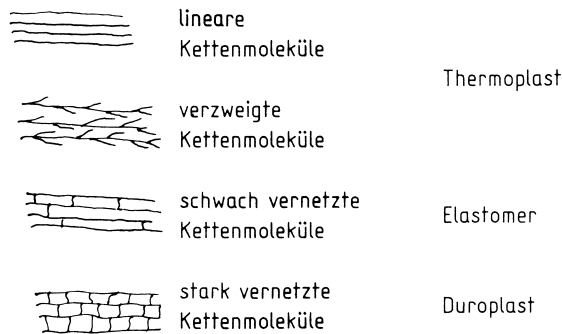 lineare
Kettenmoleküle
Thermoplast
verzweigte
Kettenmoleküle
schwach vernetzte
Kettenmoleküle
Elastomer
stark vernetzte
Kettenmoleküle
Duroplast